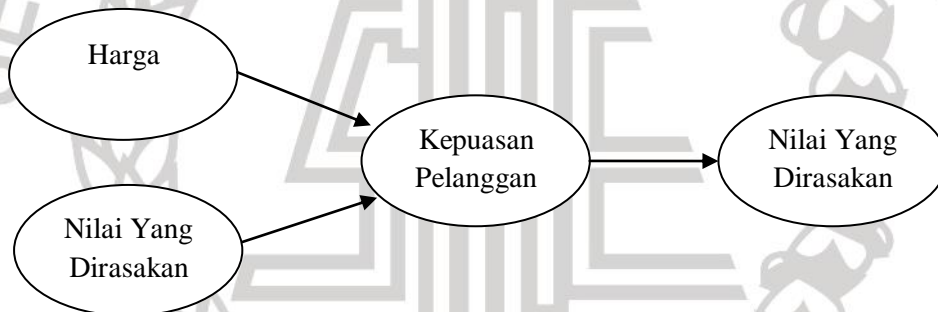 Harga
Kepuasan
Pelanggan
Nilai Yang
Dirasakan
Nilai Yang
Dirasakan